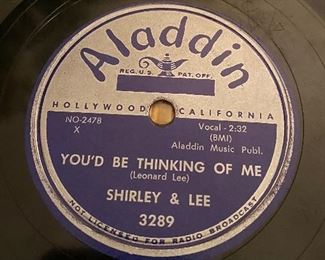 Aladdin
REG. U.S. PAT. OFF.
HOLLYWOOD CALIFORNIA
NO-2478
X
Vocal - 2:32
(BMI)
Aladdin Music Publ.
YOU'D BE THINKING OF ME
(Leonard Lee)
SHIRLEY & LEE
3289
NOT LICENSED FOR RADIO BROADCAST